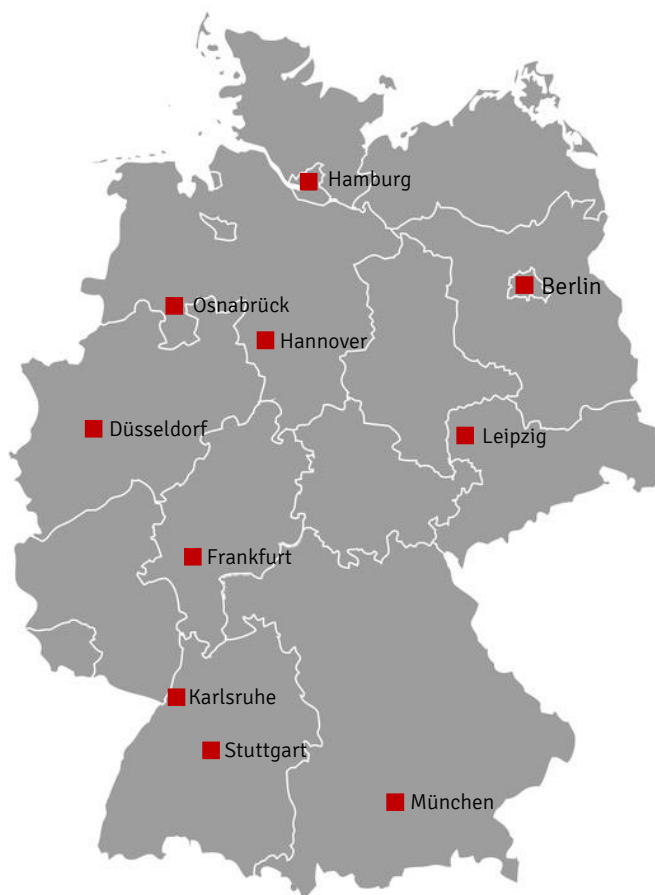 Hamburg
Berlin
Osnabrück
Hannover
Düsseldorf
Leipzig
Frankfurt
Karlsruhe
Stuttgart
München